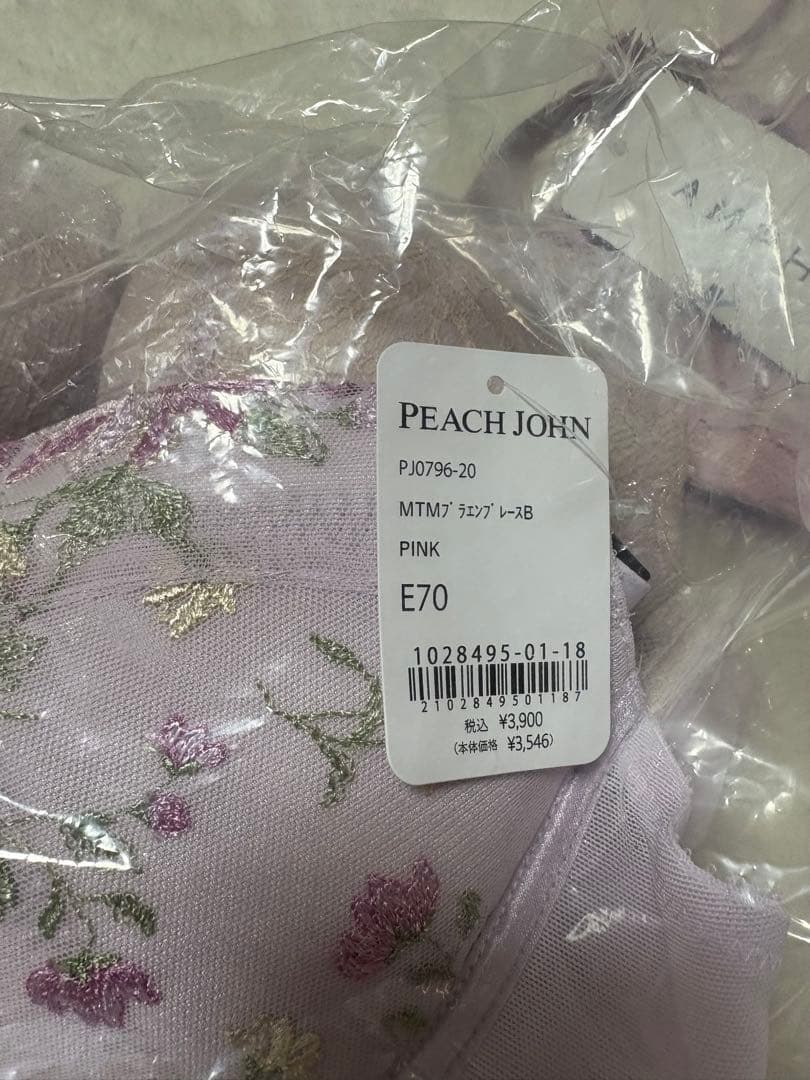 PEACH JOHN
PJ0796-20
MTMﾌﾞﾗｴﾝﾌﾞﾚｰｽB
PINK
E70
1028495-01-18
2102849501187
税込 ¥3,900
(本体価格 ¥3,546)